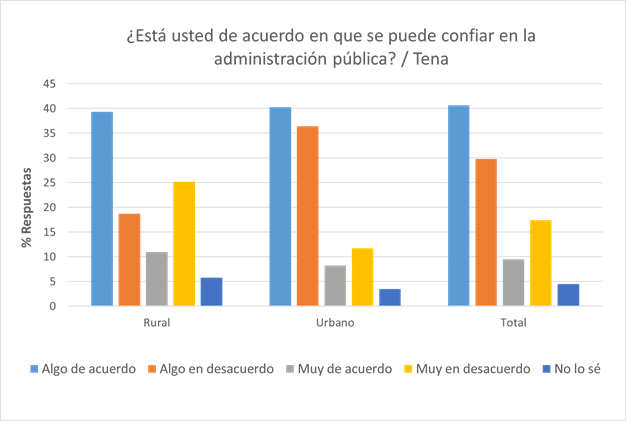 ¿Está usted de acuerdo en que se puede confiar en la
administración pública? / Tena
45
40
35
30
25
20
15
10
5
0
% Respuestas
Rural Urbano Total
Algo de acuerdo Algo en desacuerdo Muy de acuerdo Muy en desacuerdo No lo sé